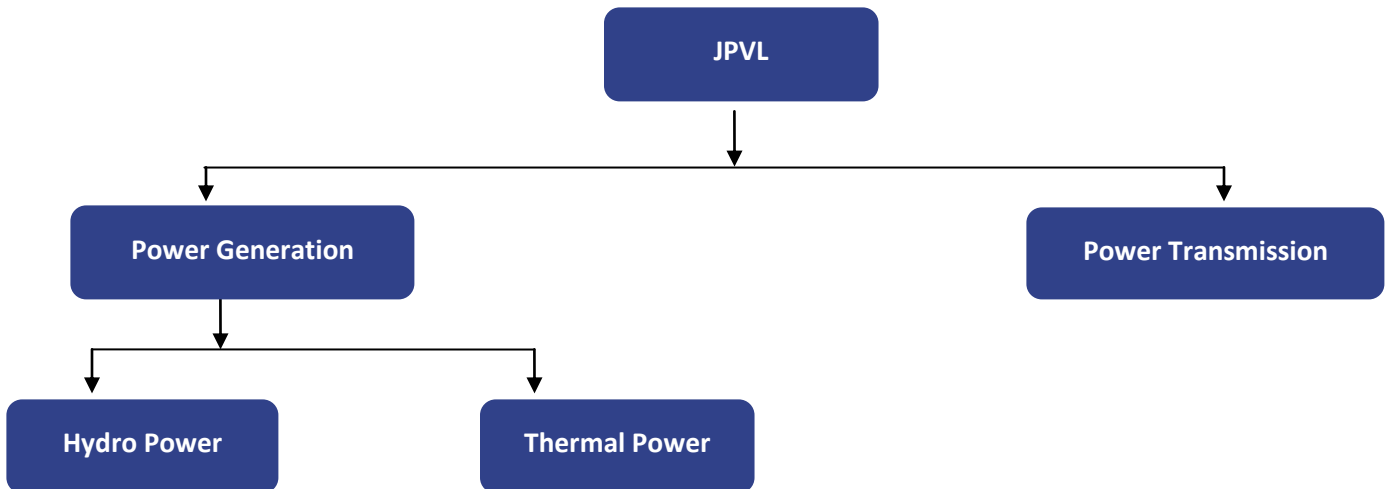 JPVL
Power Generation
Power Transmission
Hydro Power
Thermal Power